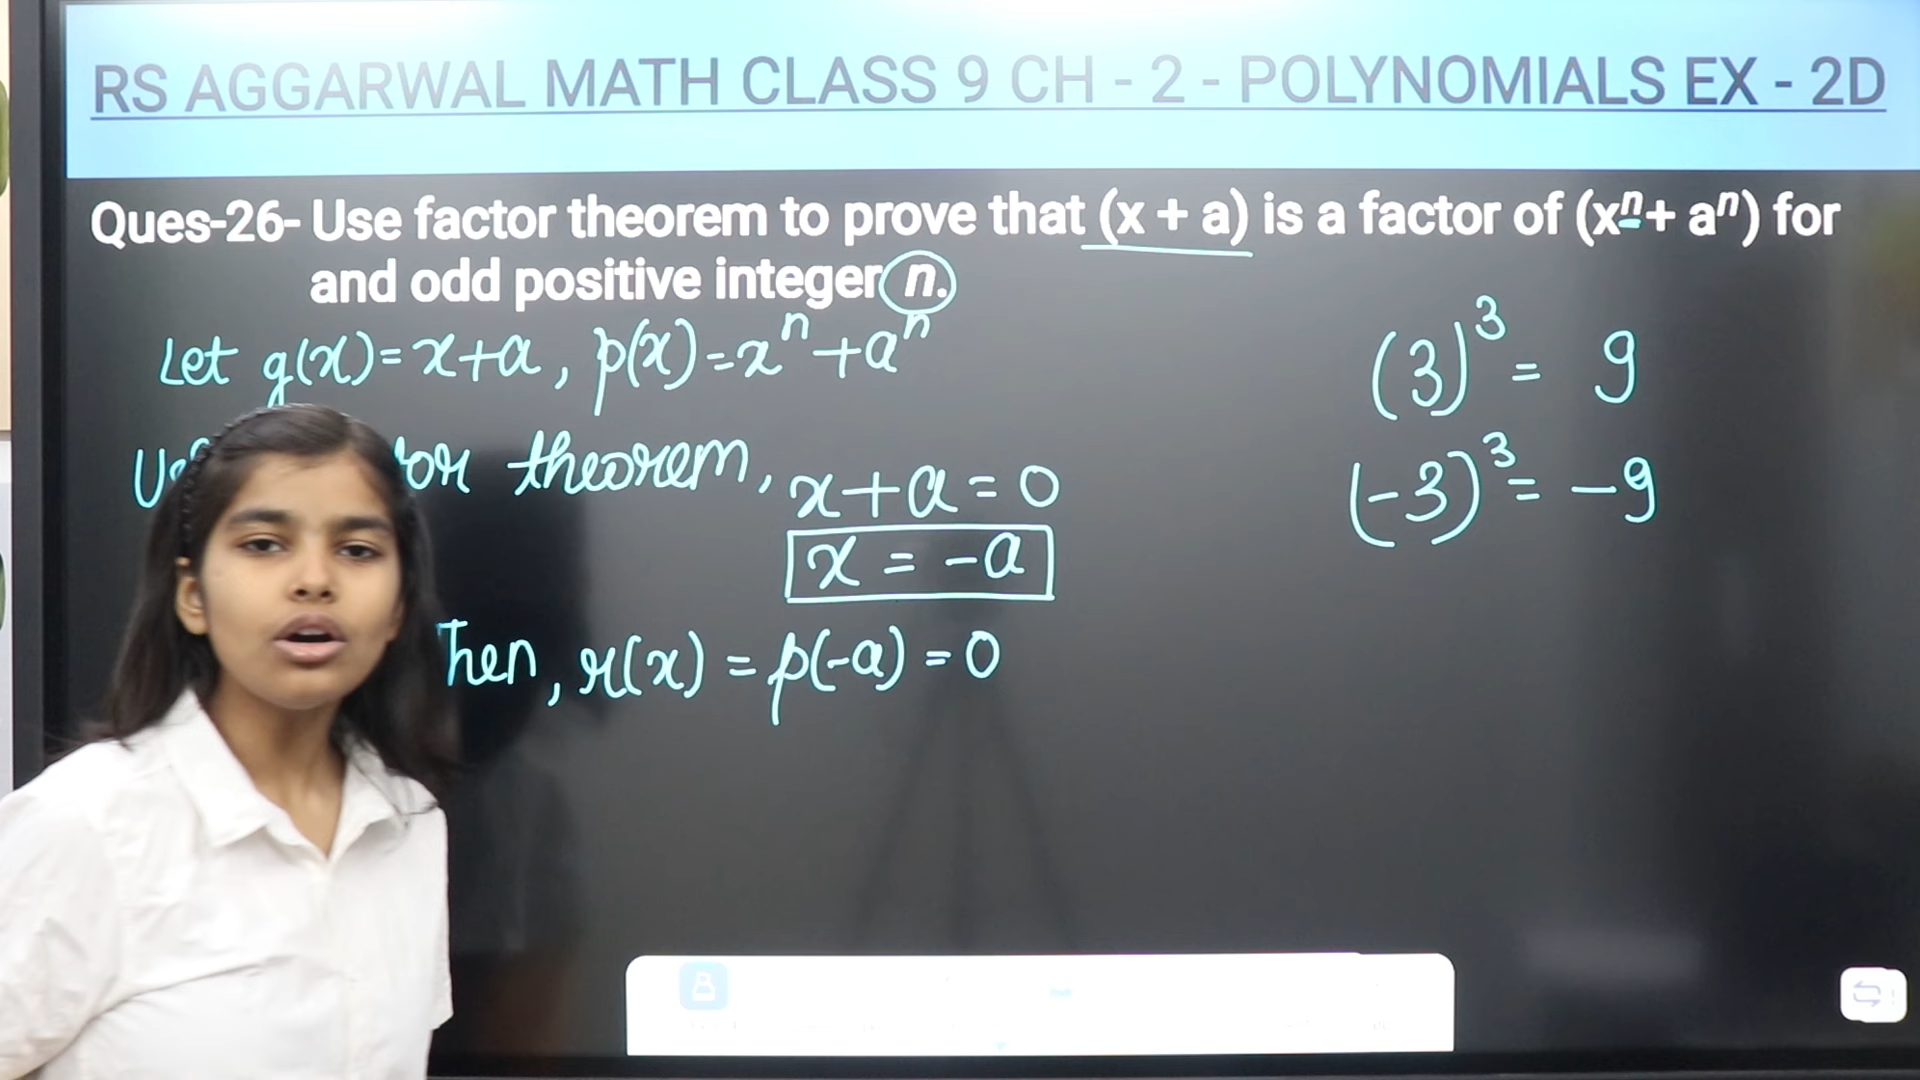 RS AGGARWAL MATH CLASS 9 CH - 2 - POLYNOMIALS EX - 2D
Ques-26- Use factor theorem to prove that (x + a) is a factor of (xⁿ + aⁿ) for
and odd positive integer n.
Let g(x)=x+a, p(x)=xⁿ+aⁿ
theorem,
x+a=0
x = -a
Then, r(x) = p(-a) = 0
(3)³ = 9
(-3)³ = -9